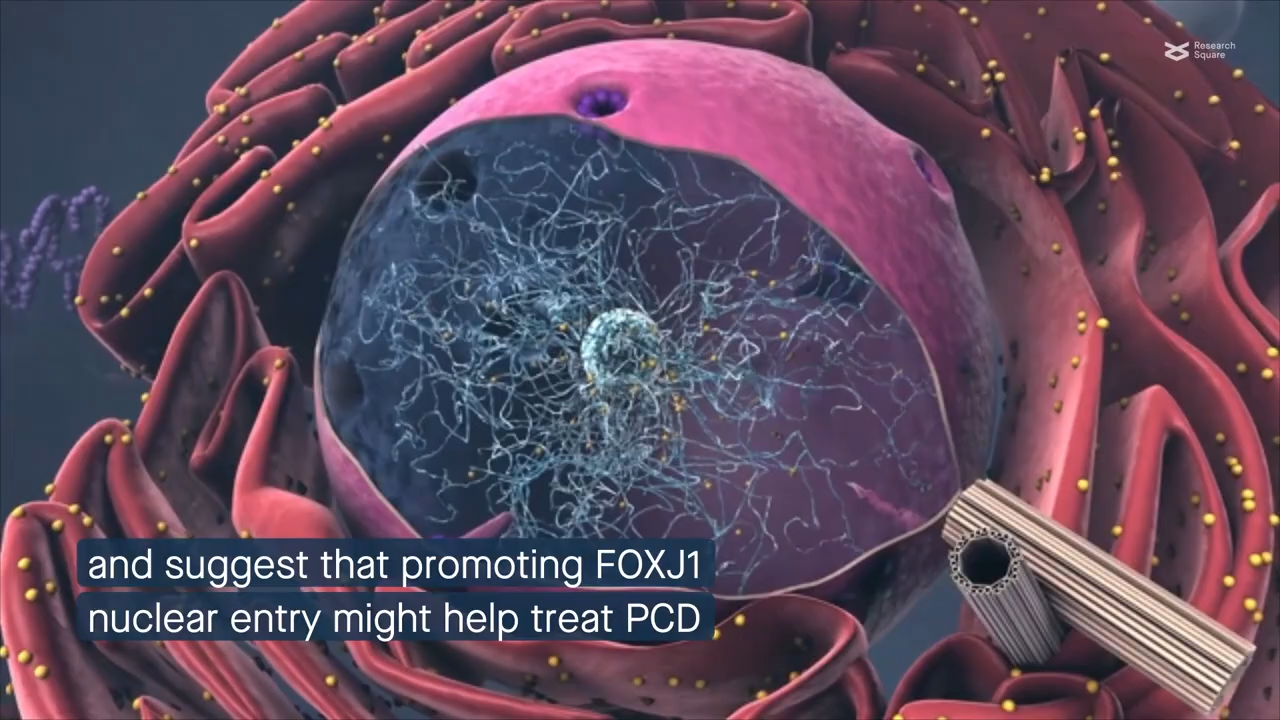 Research
Square
and suggest that promoting FOXJ1
nuclear entry might help treat PCD